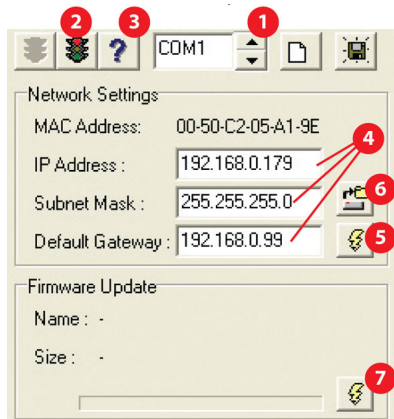 2 3 1
? COM1
Network Settings
MAC Address: 00-50-C2-05-A1-9E
4
IP Address : 192.168.0.179
6
Subnet Mask : 255.255.255.0
5
Default Gateway : 192.168.0.99
Firmware Update
Name : -
Size : -
7